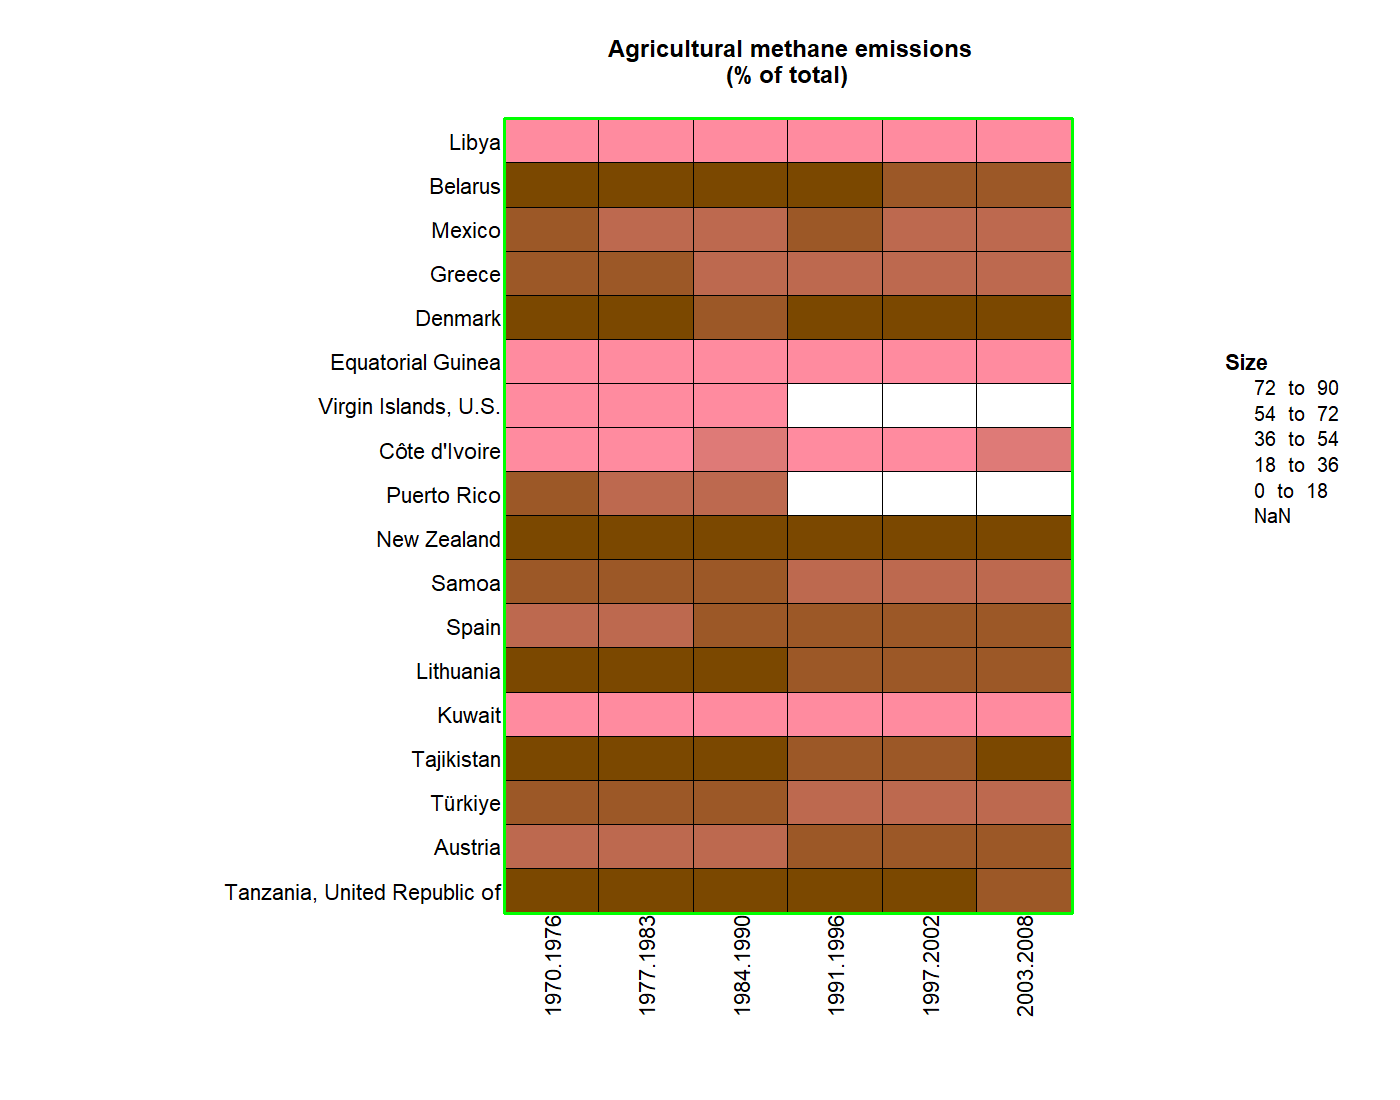 Agricultural methane emissions
(% of total)
Libya
Belarus
Mexico
Greece
Denmark
Equatorial Guinea
Virgin Islands, U.S.
Côte d'Ivoire
Puerto Rico
New Zealand
Samoa
Spain
Lithuania
Kuwait
Tajikistan
Türkiye
Austria
Tanzania, United Republic of
1970.1976
1977.1983
1984.1990
1991.1996
1997.2002
2003.2008
Size
72 to 90
54 to 72
36 to 54
18 to 36
0 to 18
NaN